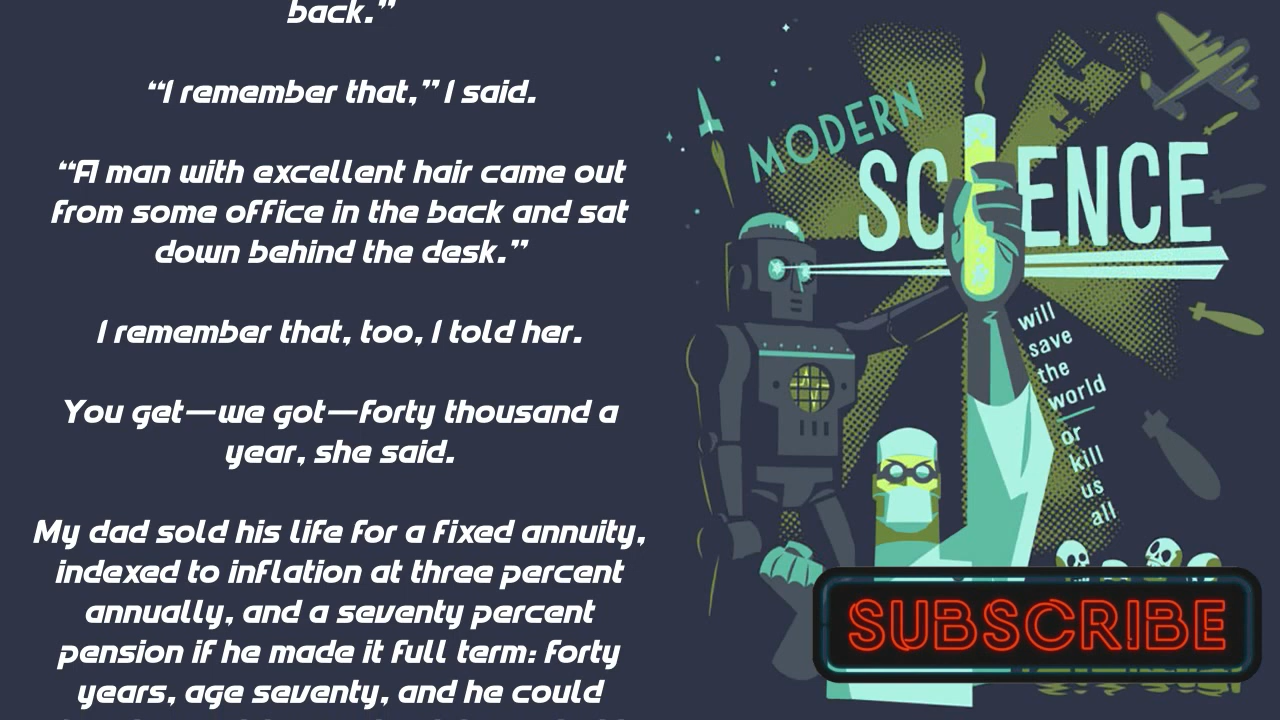 back.”
“I remember that,” I said.
“A man with excellent hair came out
from some office in the back and sat
down behind the desk.”
I remember that, too, I told her.
You get—we got—forty thousand a
year, she said.
My dad sold his life for a fixed annuity,
indexed to inflation at three percent
annually, and a seventy percent
pension if he made it full term: forty
years, age seventy, and he could
MODERN
SCIENCE
will
save
the
world
or
kill
us
all
SUBSCRIBE